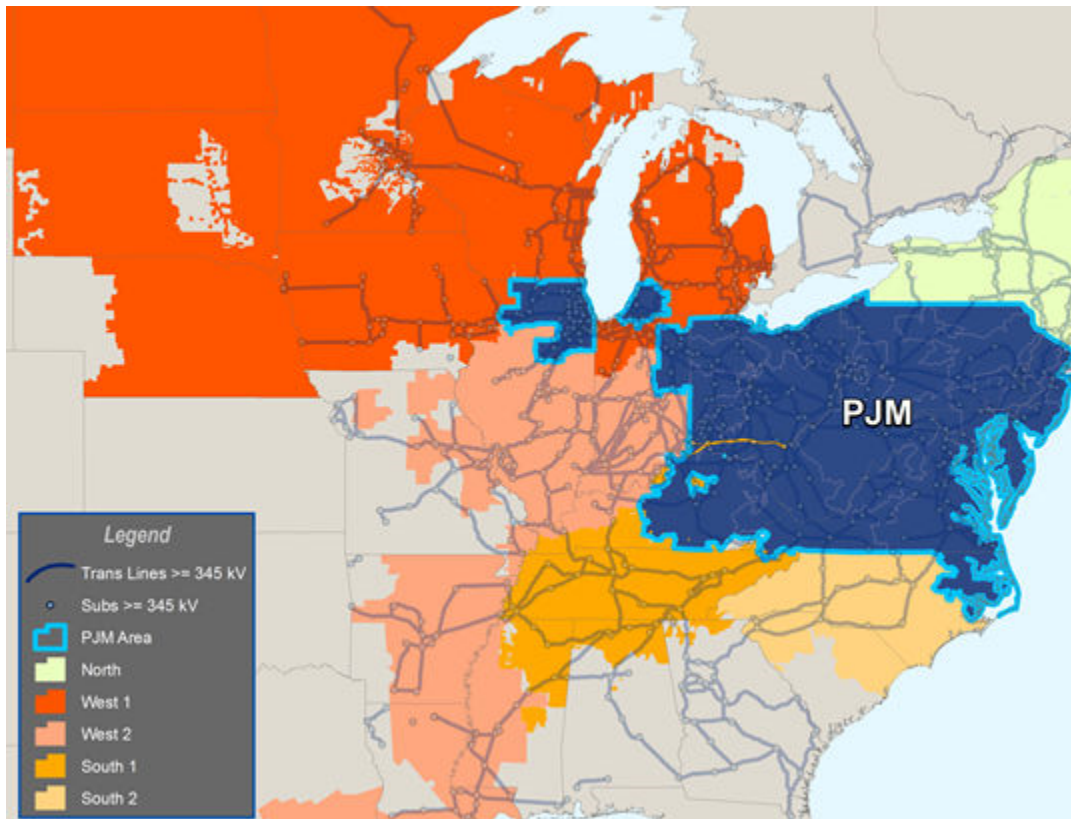 PJM
Legend
Trans Lines >= 345 kV
Subs >= 345 kV
PJM Area
North
West 1
West 2
South 1
South 2